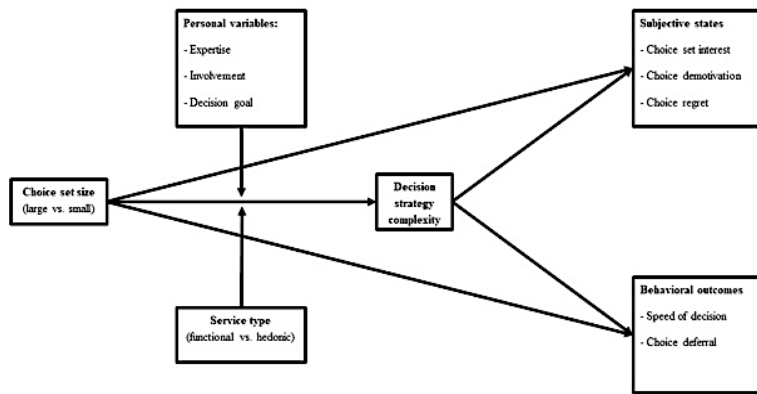 Personal variables:
- Expertise
- Involvement
- Decision goal
Subjective states
- Choice set interest
- Choice demotivation
- Choice regret
Choice set size
(large vs. small)
Decision
strategy
complexity
Service type
(functional vs. hedonic)
Behavioral outcomes
- Speed of decision
- Choice deferral